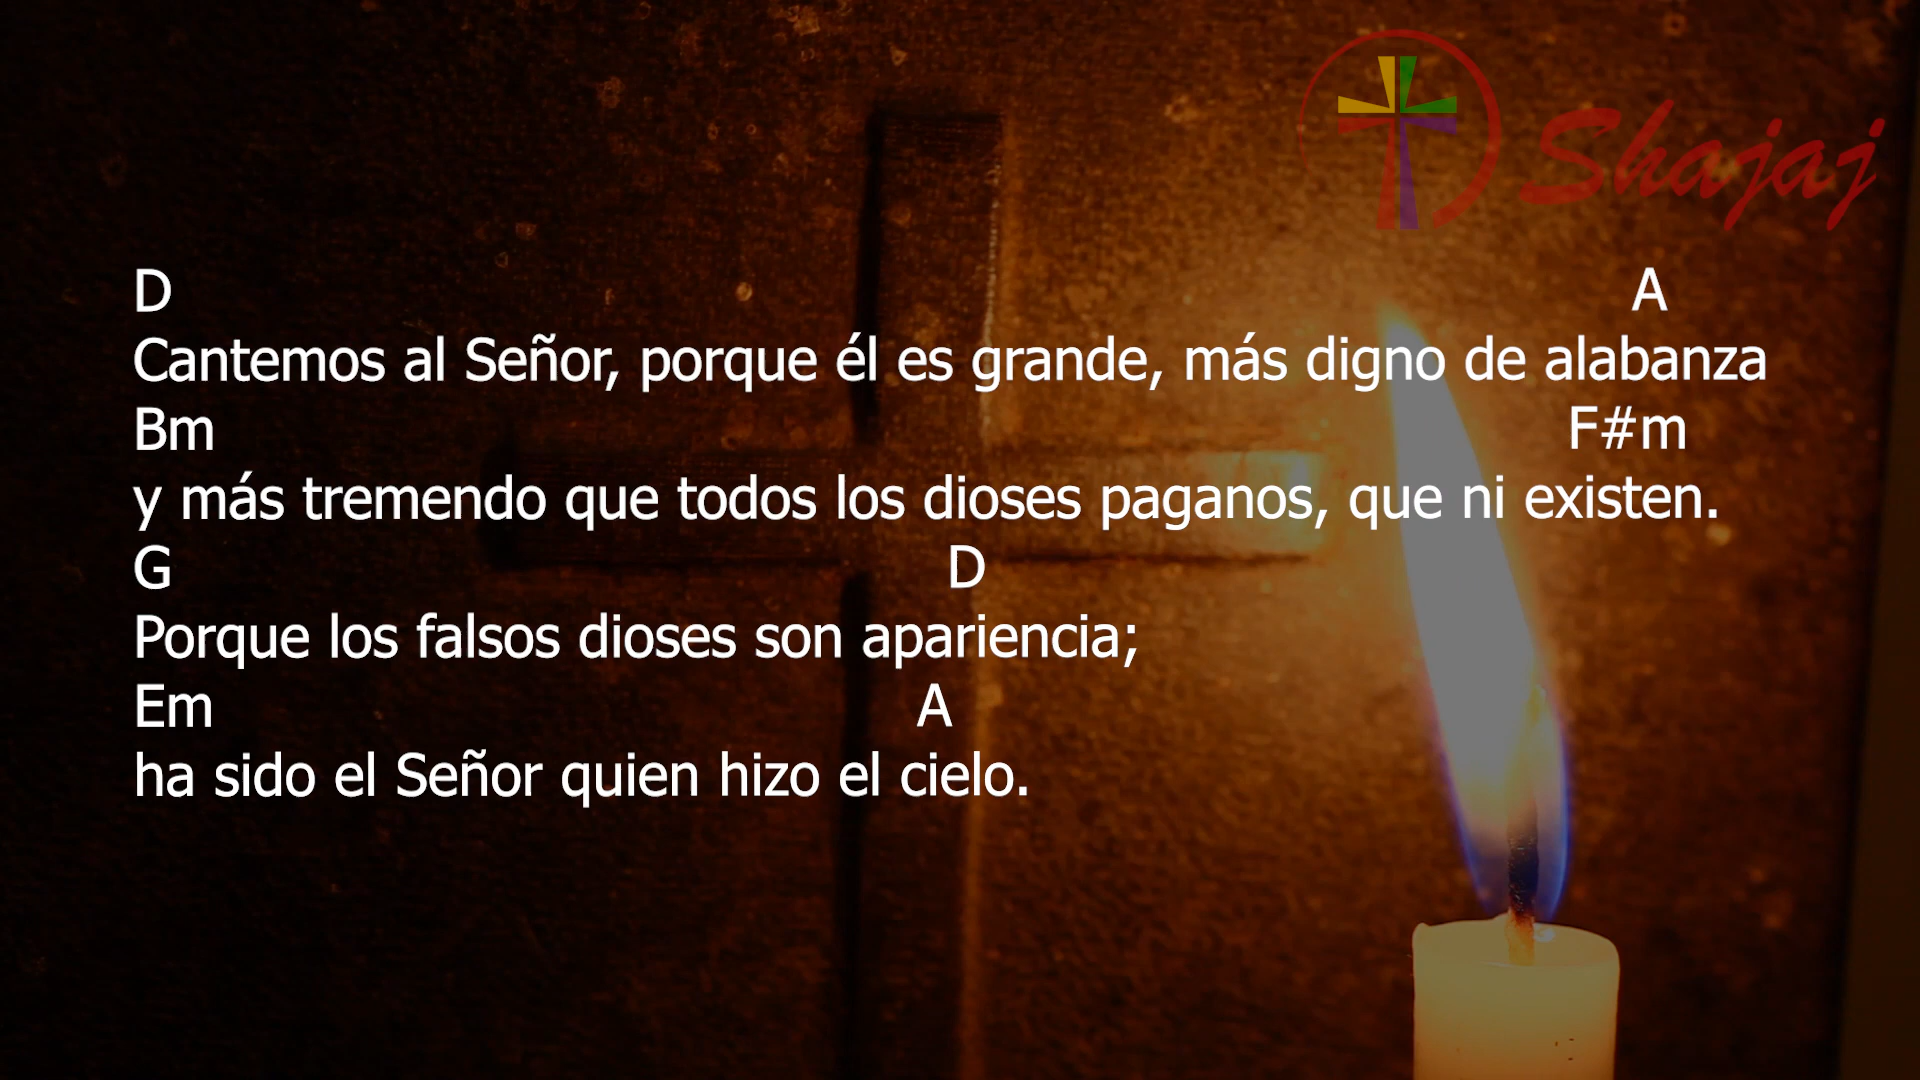 Shajaj
D A
Cantemos al Señor, porque él es grande, más digno de alabanza
Bm F#m
y más tremendo que todos los dioses paganos, que ni existen.
G D
Porque los falsos dioses son apariencia;
Em A
ha sido el Señor quien hizo el cielo.